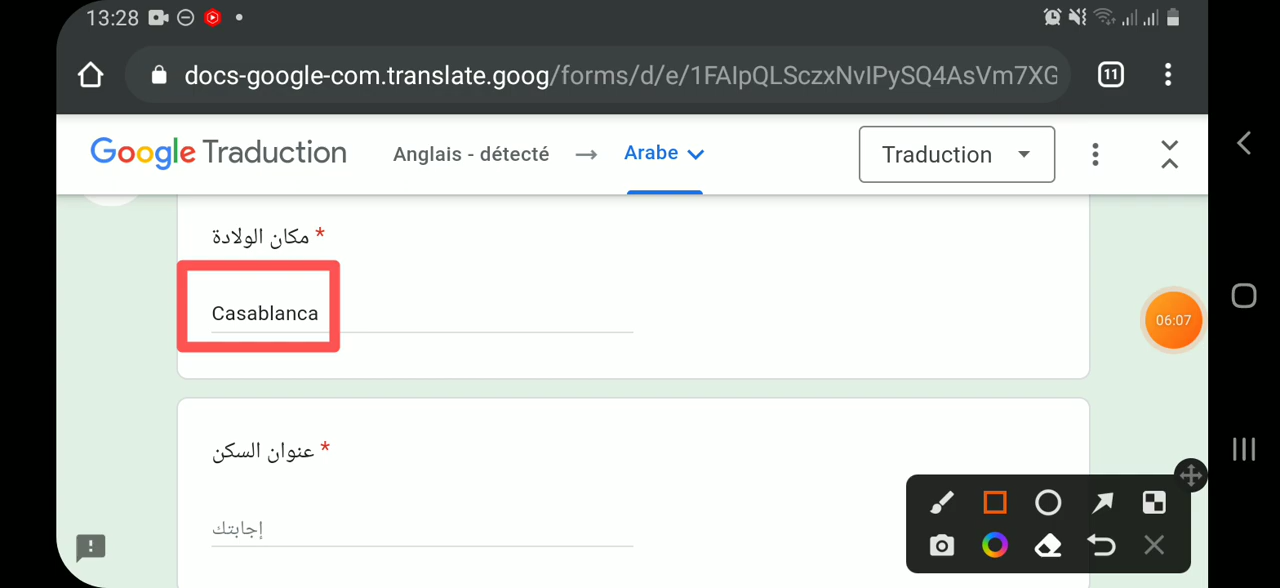 13:28
docs-google-com.translate.goog/forms/d/e/1FAIpQLSczxNvIPySQ4AsVm7XG
11
Google Traduction
Anglais - détecté → Arabe
Traduction
مكان الولادة *
Casablanca
06:07
عنوان السكن *
إجابتك